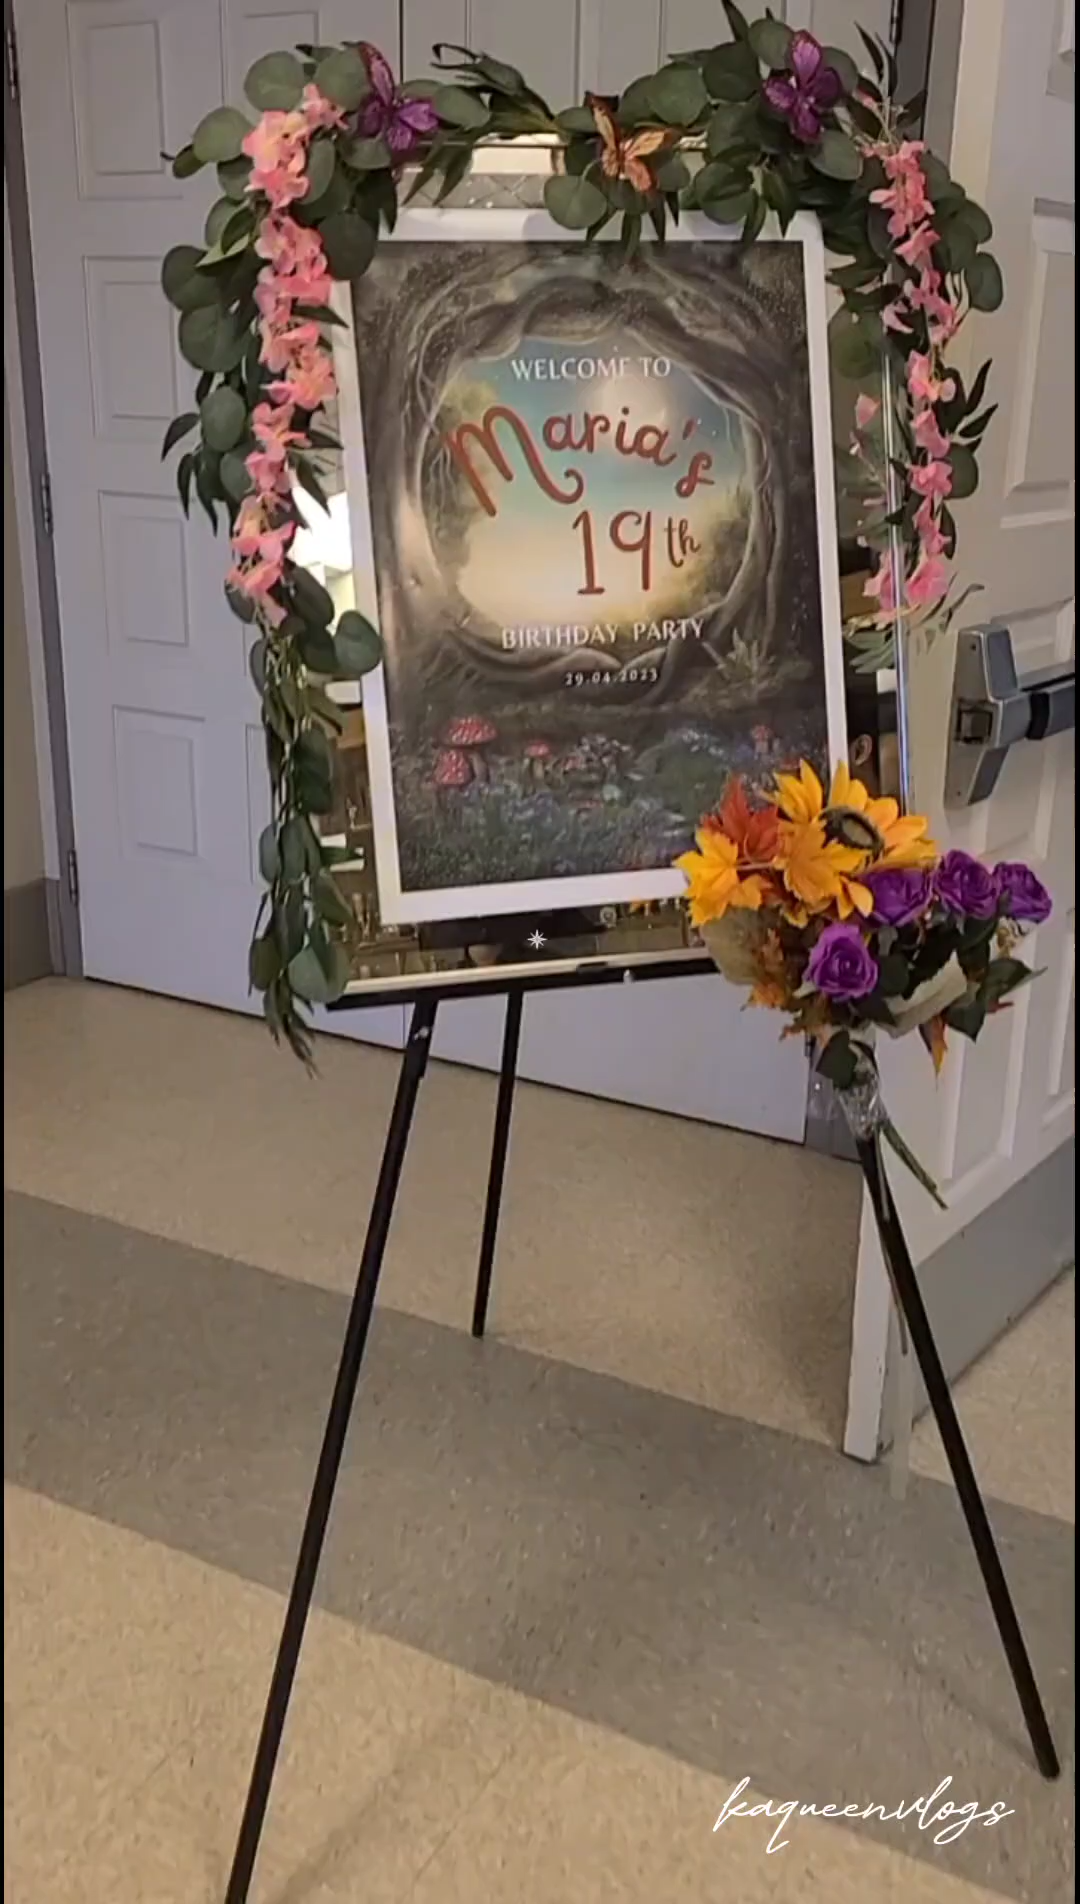 WELCOME TO
Maria's
19th
BIRTHDAY PARTY
29.04.2023
kaqueenvlogs